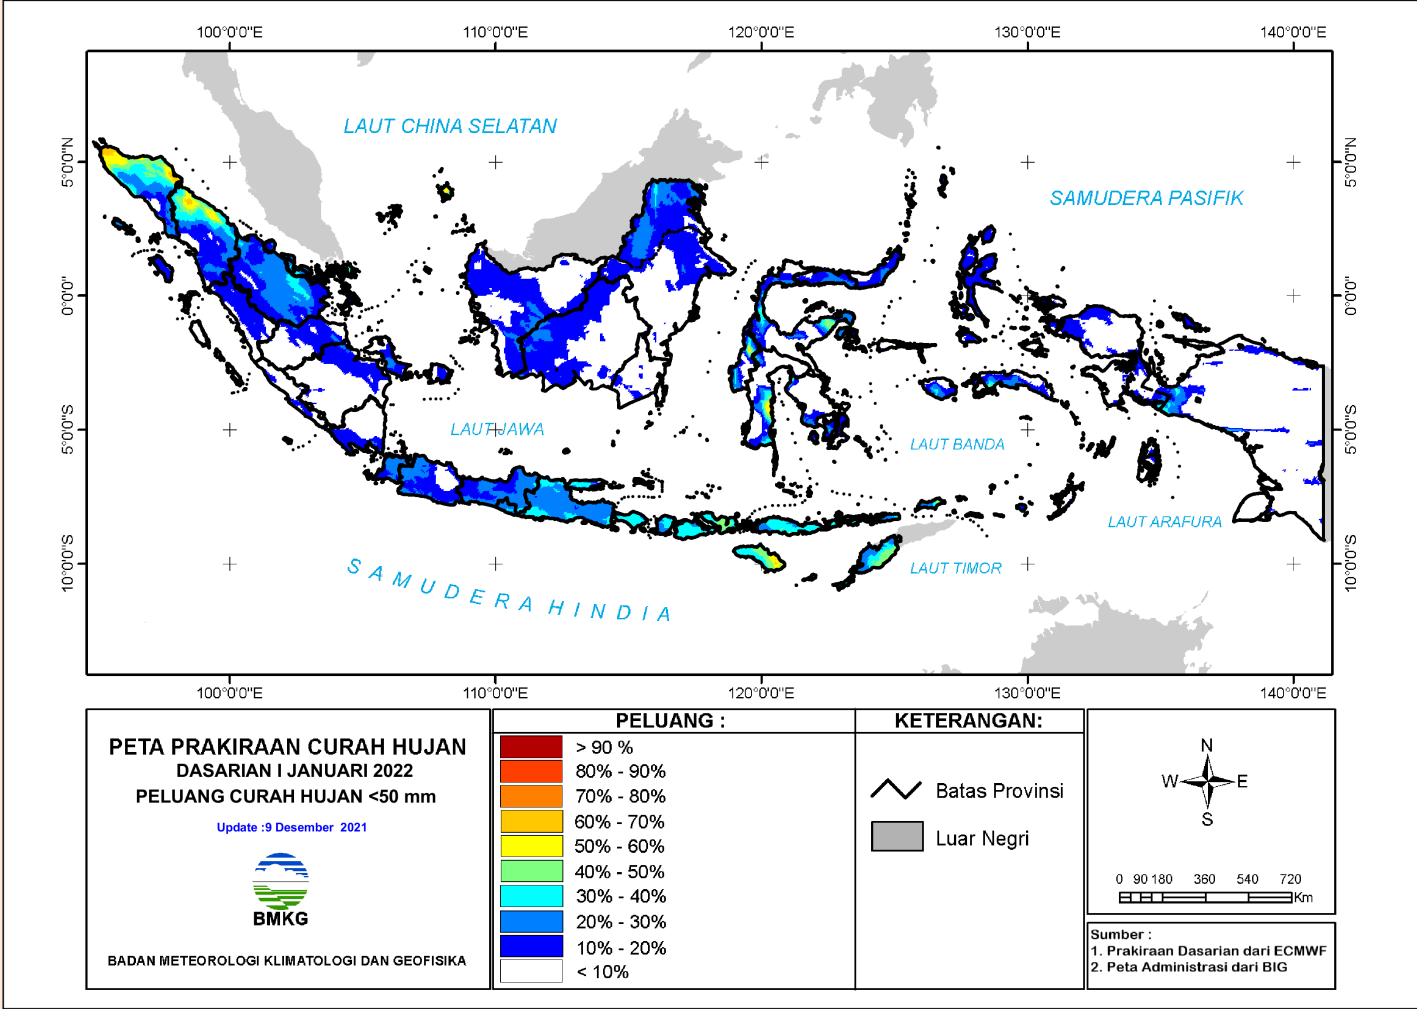 100°0'0"E 110°0'0"E 120°0'0"E 130°0'0"E 140°0'0"E
5°0'0"N 5°0'0"N
LAUT CHINA SELATAN
SAMUDERA PASIFIK
0°0'0" 0°0'0"
5°0'0"S 5°0'0"S
LAUT JAWA
LAUT BANDA
LAUT ARAFURA
10°0'0"S 10°0'0"S
LAUT TIMOR
SAMUDERA HINDIA
100°0'0"E 110°0'0"E 120°0'0"E 130°0'0"E 140°0'0"E
PETA PRAKIRAAN CURAH HUJAN
DASARIAN I JANUARI 2022
PELUANG CURAH HUJAN <50 mm
Update :9 Desember 2021
BMKG
BADAN METEOROLOGI KLIMATOLOGI DAN GEOFISIKA
PELUANG :
> 90 %
80% - 90%
70% - 80%
60% - 70%
50% - 60%
40% - 50%
30% - 40%
20% - 30%
10% - 20%
< 10%
KETERANGAN:
Batas Provinsi
Luar Negri
N
W E
S
0 90 180 360 540 720
Km
Sumber :
1. Prakiraan Dasarian dari ECMWF
2. Peta Administrasi dari BIG